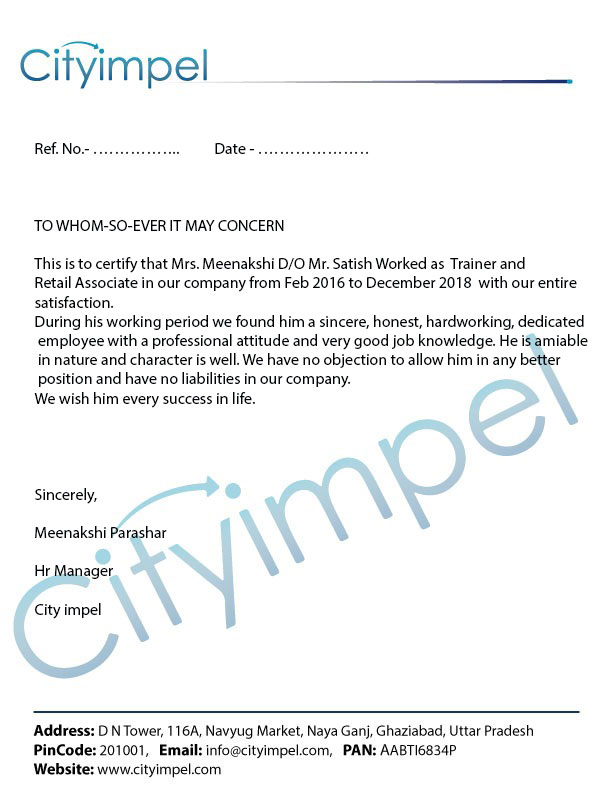 Cityimpel
Ref. No.- ................ Date - ....................
TO WHOM-SO-EVER IT MAY CONCERN
This is to certify that Mrs. Meenakshi D/O Mr. Satish Worked as Trainer and
Retail Associate in our company from Feb 2016 to December 2018 with our entire
satisfaction.
During his working period we found him a sincere, honest, hardworking, dedicated
employee with a professional attitude and very good job knowledge. He is amiable
in nature and character is well. We have no objection to allow him in any better
position and have no liabilities in our company.
We wish him every success in life.
Cityimpel
Sincerely,
Meenakshi Parashar
Hr Manager
City impel
Address: D N Tower, 116A, Navyug Market, Naya Ganj, Ghaziabad, Uttar Pradesh
PinCode: 201001, Email: info@cityimpel.com, PAN: AABTI6834P
Website: www.cityimpel.com